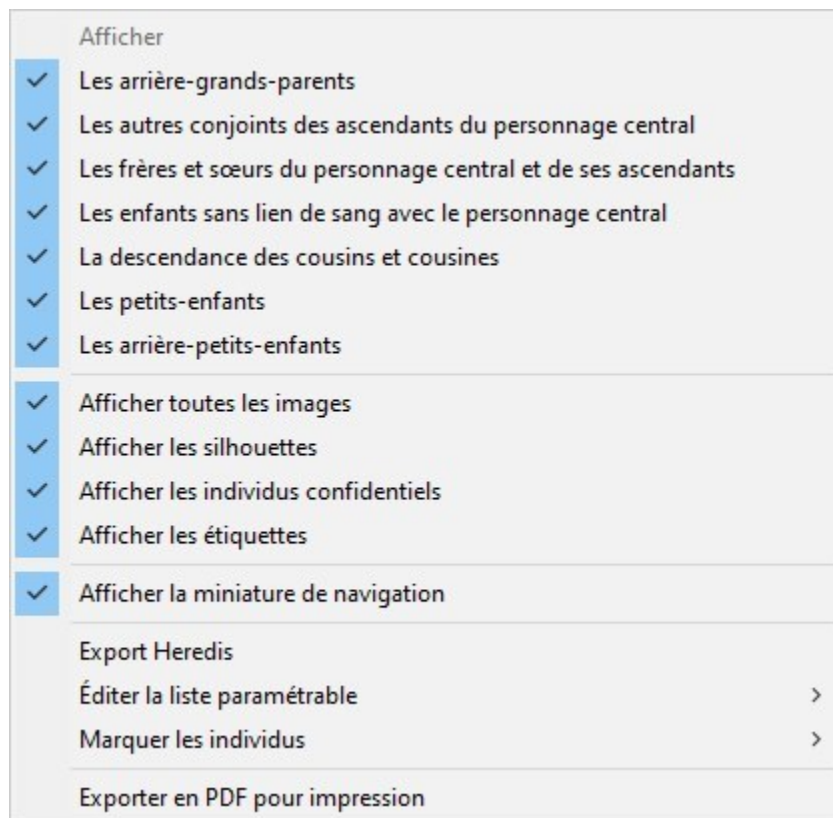 Afficher
Les arrière-grands-parents
Les autres conjoints des ascendants du personnage central
Les frères et sœurs du personnage central et de ses ascendants
Les enfants sans lien de sang avec le personnage central
La descendance des cousins et cousines
Les petits-enfants
Les arrière-petits-enfants
Afficher toutes les images
Afficher les silhouettes
Afficher les individus confidentiels
Afficher les étiquettes
Afficher la miniature de navigation
Export Heredis
Éditer la liste paramétrable
Marquer les individus
Exporter en PDF pour impression